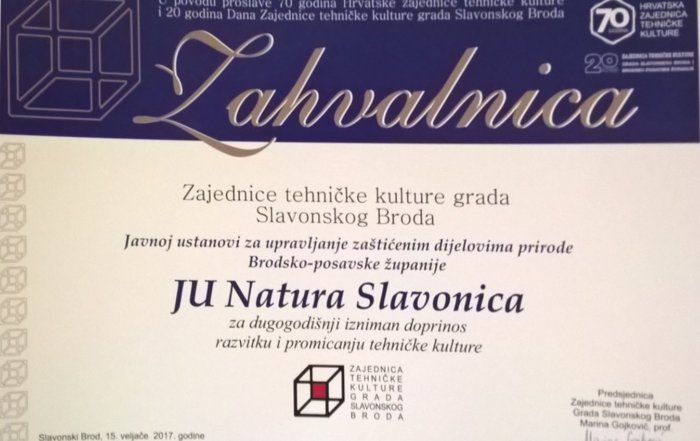 U povodu proslave 70 godina Hrvatske zajednice tehničke kulture
i 20 godina Dana Zajednice tehničke kulture grada Slavonskog Broda
70
GODINA
HRVATSKA
ZAJEDNICA
TEHNIČKE
KULTURE
20
Zahvalnica
Zajednice tehničke kulture grada
Slavonskog Broda
Javnoj ustanovi za upravljanje zaštićenim dijelovima prirode
Brodsko-posavske županije
JU Natura Slavonica
za dugogodišnji izniman doprinos
razvitku i promicanju tehničke kulture
ZAJEDNICA
TEHNIČKE
KULTURE
GRADA
SLAVONSKOG
BRODA
Predsjednica
Zajednice tehničke kulture
Grada Slavonskog Broda
Marina Gojković, prof.
Slavonski Brod, 15. veljače 2017. godine